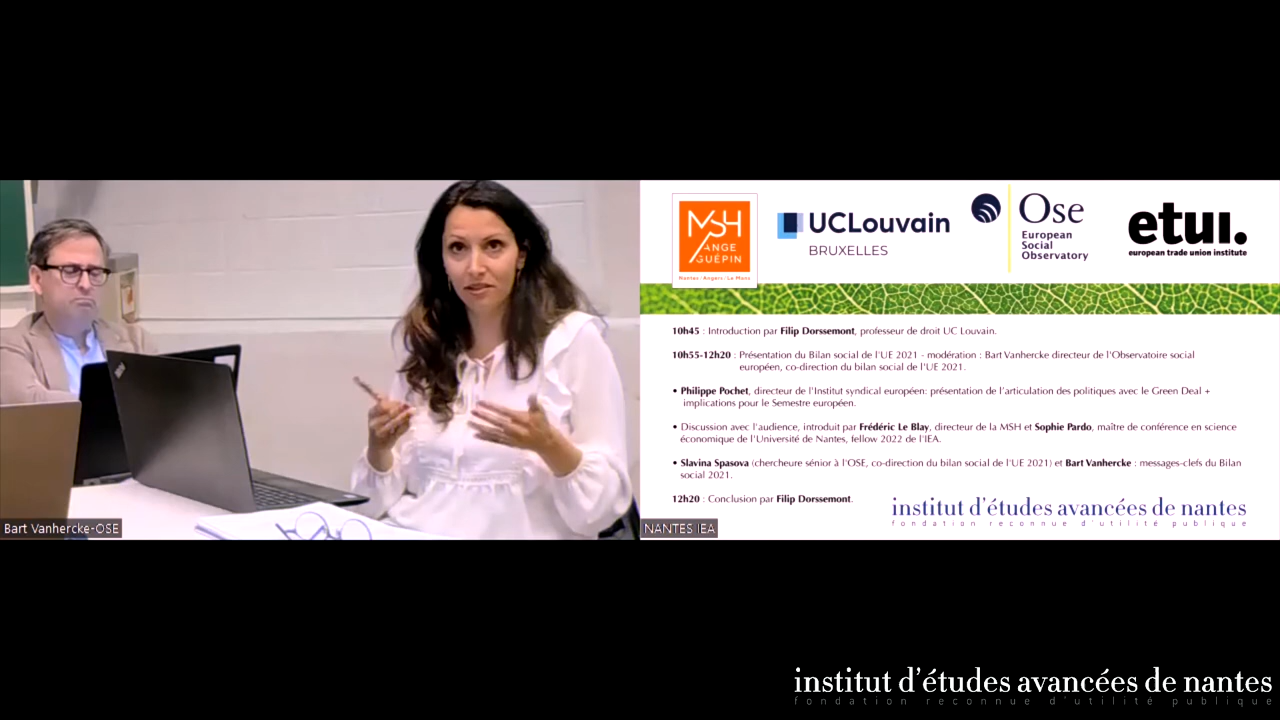 MSH
ANGE
GUÉPIN
Nantes - Angers - Le Mans
UCLouvain
BRUXELLES
Ose
European
Social
Observatory
etui.
european trade union institute
10h45 : Introduction par Filip Dorssemont, professeur de droit UC Louvain.
10h55-12h20 : Présentation du Bilan social de l'UE 2021 - modération : Bart Vanhercke directeur de l'Observatoire social
européen, co-direction du bilan social de l'UE 2021.
• Philippe Pochet, directeur de l'Institut syndical européen: présentation de l'articulation des politiques avec le Green Deal +
implications pour le Semestre européen.
• Discussion avec l'audience, introduit par Frédéric Le Blay, directeur de la MSH et Sophie Pardo, maître de conférence en science
économique de l'Université de Nantes, fellow 2022 de l'IEA.
• Slavina Spasova (chercheure sénior à l'OSE, co-direction du bilan social de l'UE 2021) et Bart Vanhercke : messages-clefs du Bilan
social 2021.
12h20 : Conclusion par Filip Dorssemont.
institut d'études avancées de nantes
fondation reconnue d'utilité publique
Bart Vanhercke-OSE
NANTES IEA
institut d'études avancées de nantes
fondation reconnue d'utilité publique